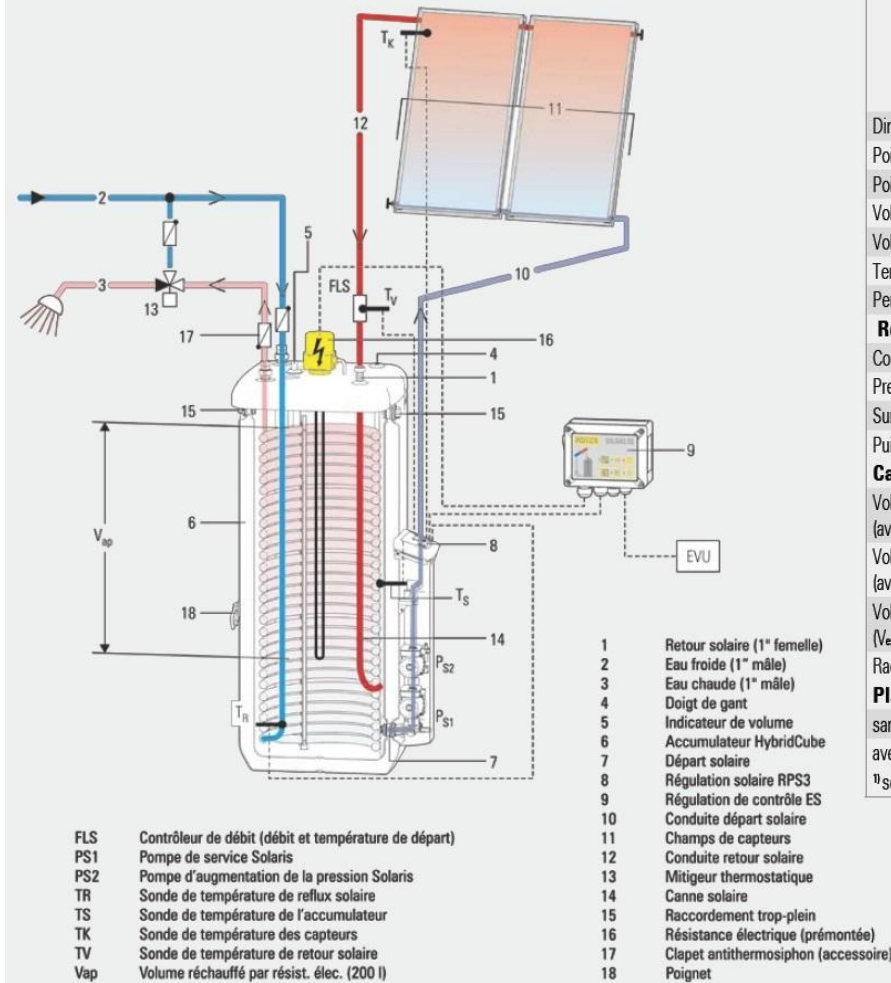 TK
11
12
2
5
3
13
FLS
TV
10
17
16
4
1
15
15
9
Vap
6
8
EVU
TS
18
14
PS2
TR
PS1
7
1 Retour solaire (1" femelle)
2 Eau froide (1" mâle)
3 Eau chaude (1" mâle)
4 Doigt de gant
5 Indicateur de volume
6 Accumulateur HybridCube
7 Départ solaire
8 Régulation solaire RPS3
9 Régulation de contrôle ES
10 Conduite départ solaire
11 Champs de capteurs
12 Conduite retour solaire
13 Mitigeur thermostatique
14 Canne solaire
15 Raccordement trop-plein
16 Résistance électrique (prémontée)
17 Clapet antithermosiphon (accessoire)
18 Poignet
FLS Contrôleur de débit (débit et température de départ)
PS1 Pompe de service Solaris
PS2 Pompe d'augmentation de la pression Solaris
TR Sonde de température de reflux solaire
TS Sonde de température de l'accumulateur
TK Sonde de température des capteurs
TV Sonde de température de retour solaire
Vap Volume réchauffé par résist. élec. (200 l)